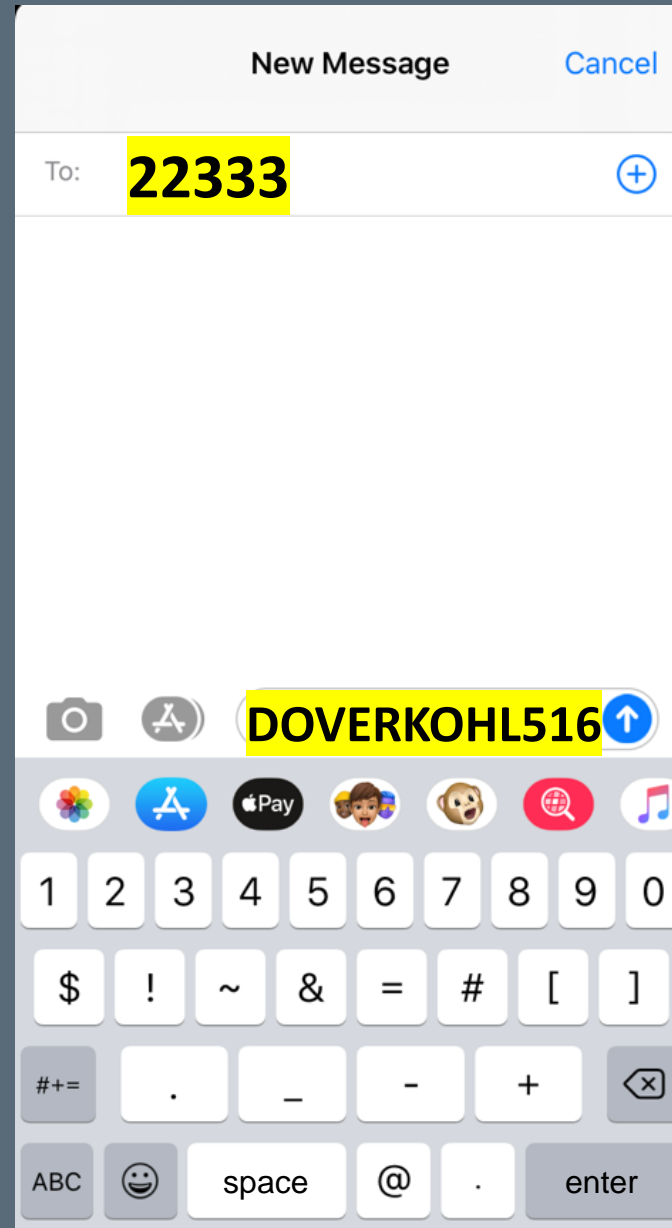 New Message Cancel
To: 22333
DOVERKOHL516
Pay
1 2 3 4 5 6 7 8 9 0
$ ! ~ & = # [ ]
#+= . _ - +
ABC space @ . enter